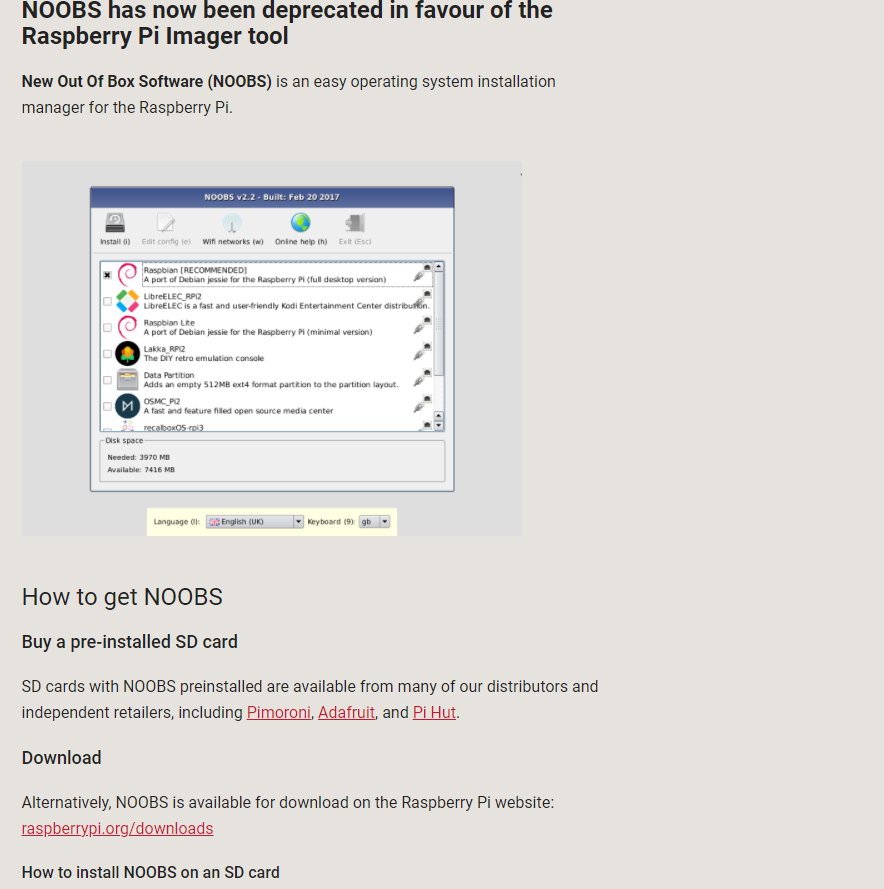 NOOBS has now been deprecated in favour of the
Raspberry Pi Imager tool
New Out Of Box Software (NOOBS) is an easy operating system installation
manager for the Raspberry Pi.
NOOBS v2.2 - Built: Feb 20 2017
Install (i) Edit config (e) Wifi networks (w) Online help (h) Exit (Esc)
Raspbian [RECOMMENDED]
A port of Debian jessie for the Raspberry Pi (full desktop version)
LibreELEC_RPi2
LibreELEC is a fast and user-friendly Kodi Entertainment Center distribution.
Raspbian Lite
A port of Debian jessie for the Raspberry Pi (minimal version)
Lakka_RPi2
The DIY retro emulation console
Data Partition
Adds an empty 512MB ext4 format partition to the partition layout.
OSMC_Pi2
A fast and feature filled open source media center
recalboxOS-rpi3
Disk space
Needed: 3970 MB
Available: 7416 MB
Language (l): English (UK) Keyboard (9): gb
How to get NOOBS
Buy a pre-installed SD card
SD cards with NOOBS preinstalled are available from many of our distributors and
independent retailers, including Pimoroni, Adafruit, and Pi Hut.
Download
Alternatively, NOOBS is available for download on the Raspberry Pi website:
raspberrypi.org/downloads
How to install NOOBS on an SD card